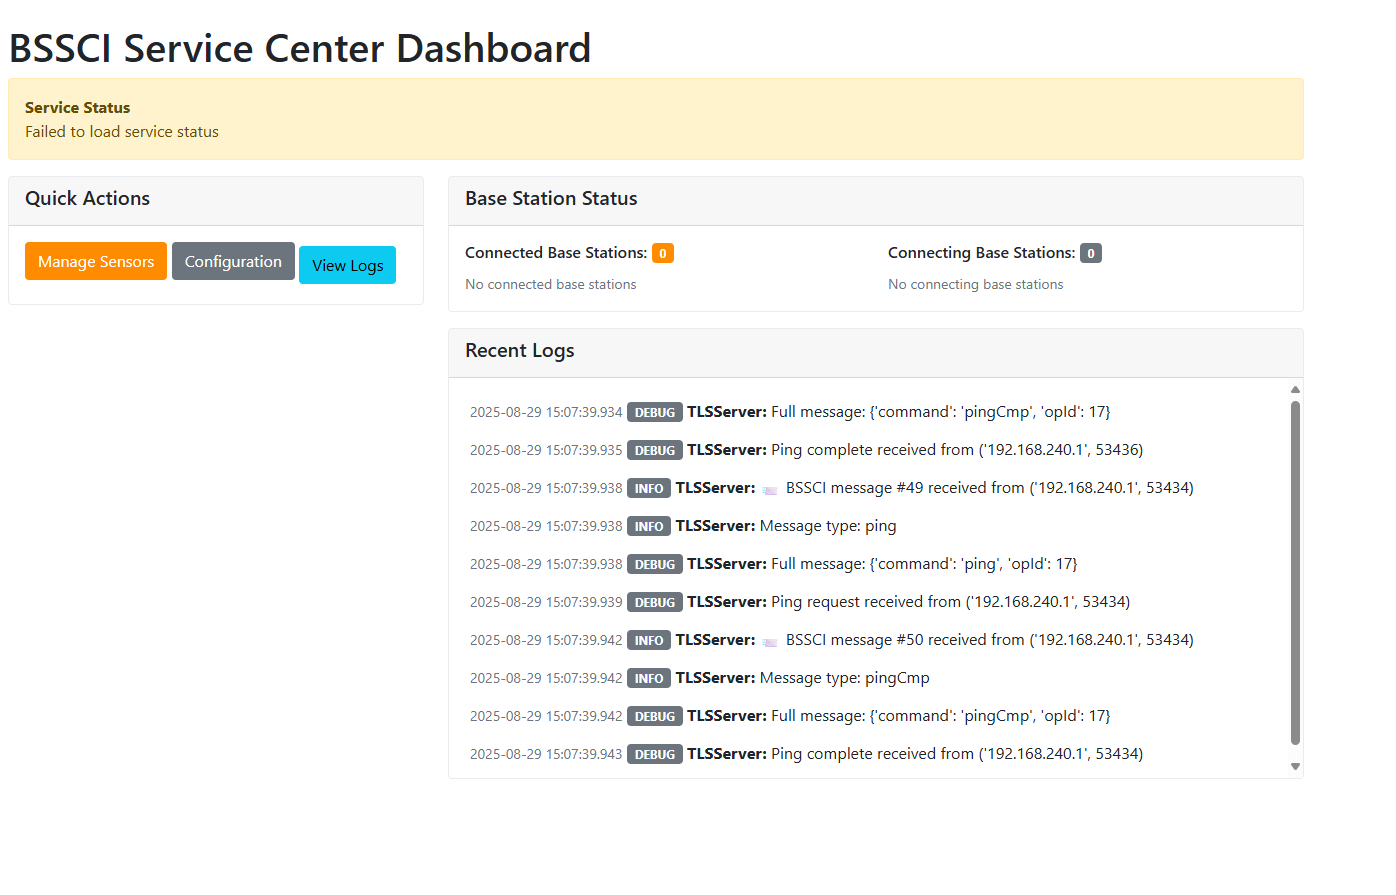 BSSCI Service Center Dashboard
Service Status
Failed to load service status
Quick Actions
Manage Sensors
Configuration
View Logs
Base Station Status
Connected Base Stations: 0
No connected base stations
Connecting Base Stations: 0
No connecting base stations
Recent Logs
2025-08-29 15:07:39.934 DEBUG TLSServer: Full message: {'command': 'pingCmp', 'opId': 17}
2025-08-29 15:07:39.935 DEBUG TLSServer: Ping complete received from ('192.168.240.1', 53436)
2025-08-29 15:07:39.938 INFO TLSServer: BSSCI message #49 received from ('192.168.240.1', 53434)
2025-08-29 15:07:39.938 INFO TLSServer: Message type: ping
2025-08-29 15:07:39.938 DEBUG TLSServer: Full message: {'command': 'ping', 'opId': 17}
2025-08-29 15:07:39.939 DEBUG TLSServer: Ping request received from ('192.168.240.1', 53434)
2025-08-29 15:07:39.942 INFO TLSServer: BSSCI message #50 received from ('192.168.240.1', 53434)
2025-08-29 15:07:39.942 INFO TLSServer: Message type: pingCmp
2025-08-29 15:07:39.942 DEBUG TLSServer: Full message: {'command': 'pingCmp', 'opId': 17}
2025-08-29 15:07:39.943 DEBUG TLSServer: Ping complete received from ('192.168.240.1', 53434)